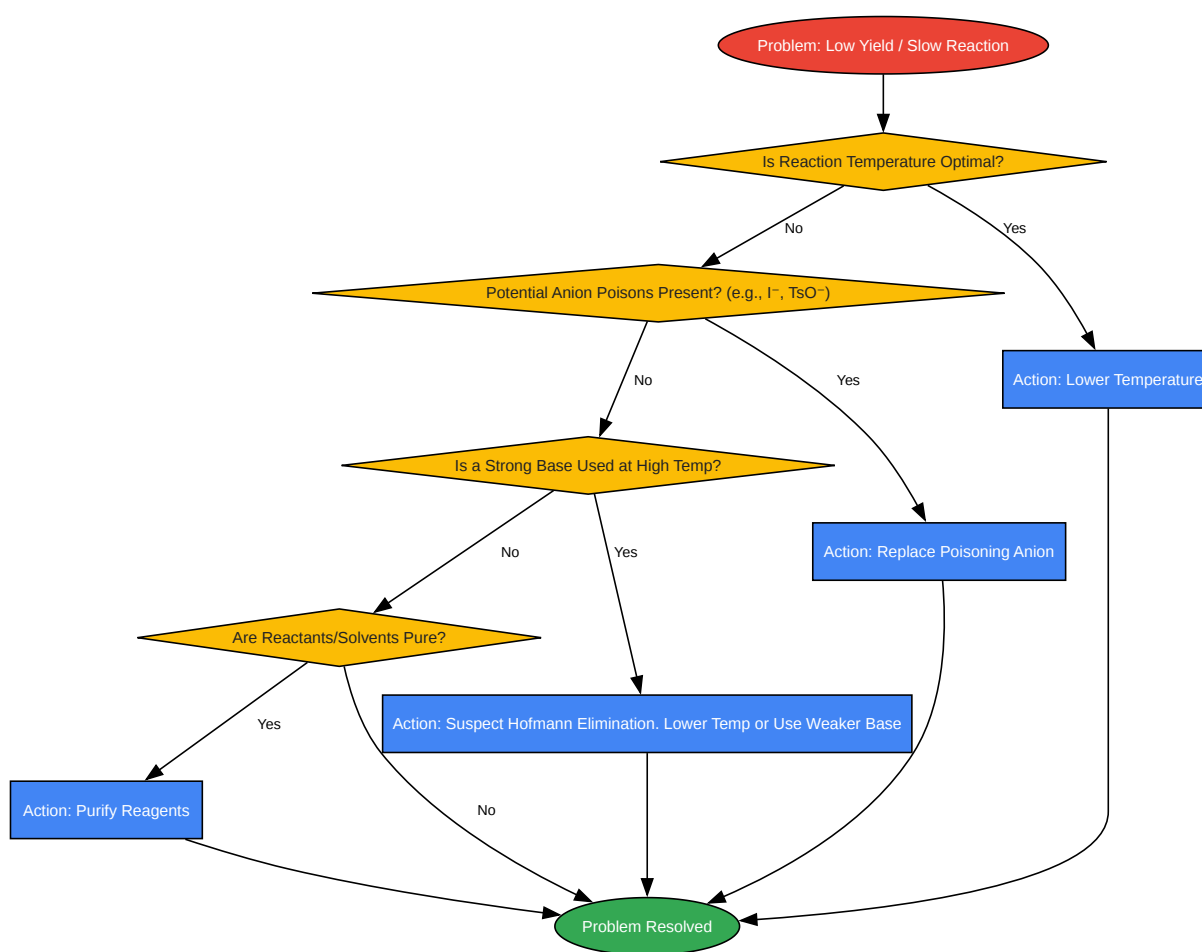 Problem: Low Yield / Slow Reaction
Is Reaction Temperature Optimal?
No
Yes
Potential Anion Poisons Present? (e.g., I⁻, TsO⁻)
No
Yes
Action: Lower Temperature
Is a Strong Base Used at High Temp?
No
Yes
Action: Replace Poisoning Anion
Are Reactants/Solvents Pure?
Yes
Action: Suspect Hofmann Elimination. Lower Temp or Use Weaker Base
Action: Purify Reagents
No
Problem Resolved